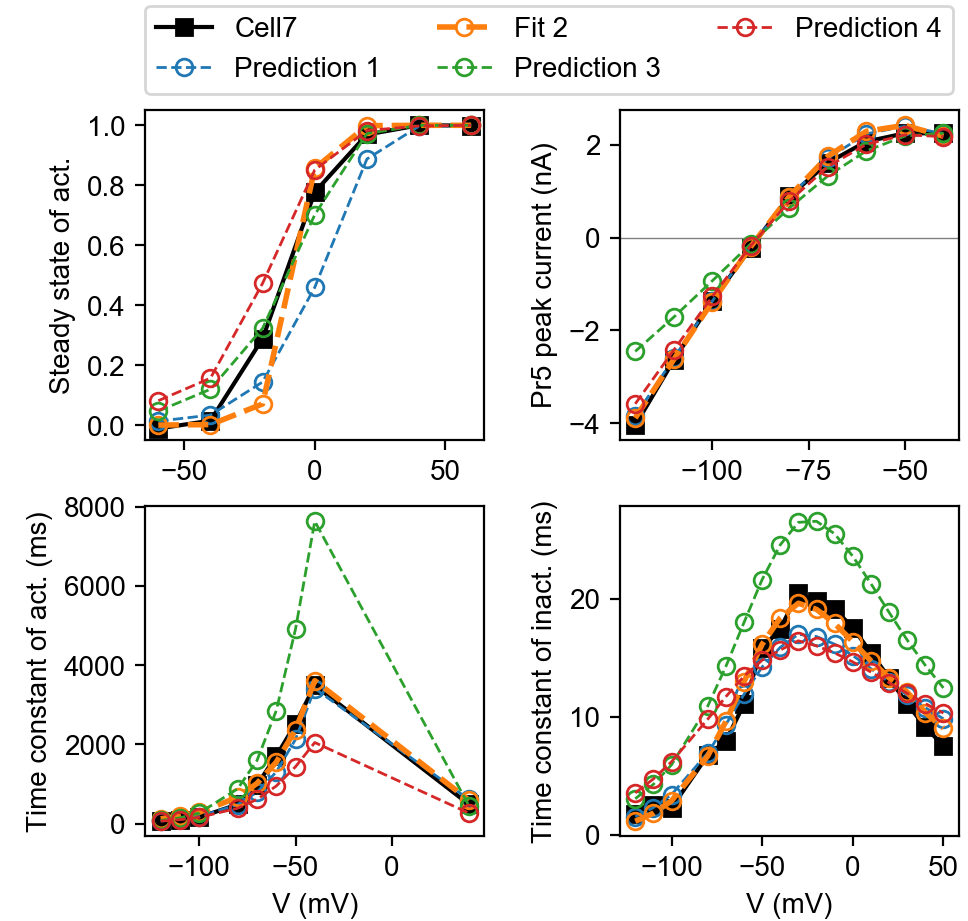 Cell7
Fit 2
Prediction 4
Prediction 1
Prediction 3
Steady state of act.
1.0
0.8
0.6
0.4
0.2
0.0
−50
0
50
Pr5 peak current (nA)
2
0
−2
−4
−100
−75
−50
Time constant of act. (ms)
8000
6000
4000
2000
0
−100
−50
0
V (mV)
Time constant of inact. (ms)
20
10
0
−100
−50
0
50
V (mV)